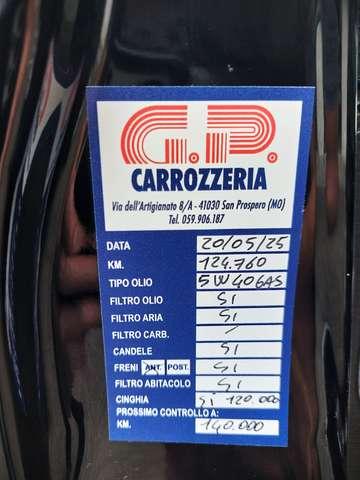 G.P.
CARROZZERIA
Via dell'Artigianato 8/A - 41030 San Prospero (MO)
Tel. 059.906.187
DATA 20/05/25
KM. 124.760
TIPO OLIO 5W40GAS
FILTRO OLIO SI
FILTRO ARIA SI
FILTRO CARB. /
CANDELE SI
FRENI ANT. POST. SI
FILTRO ABITACOLO SI
CINGHIA SI 120.000
PROSSIMO CONTROLLO A:
KM. 140.000